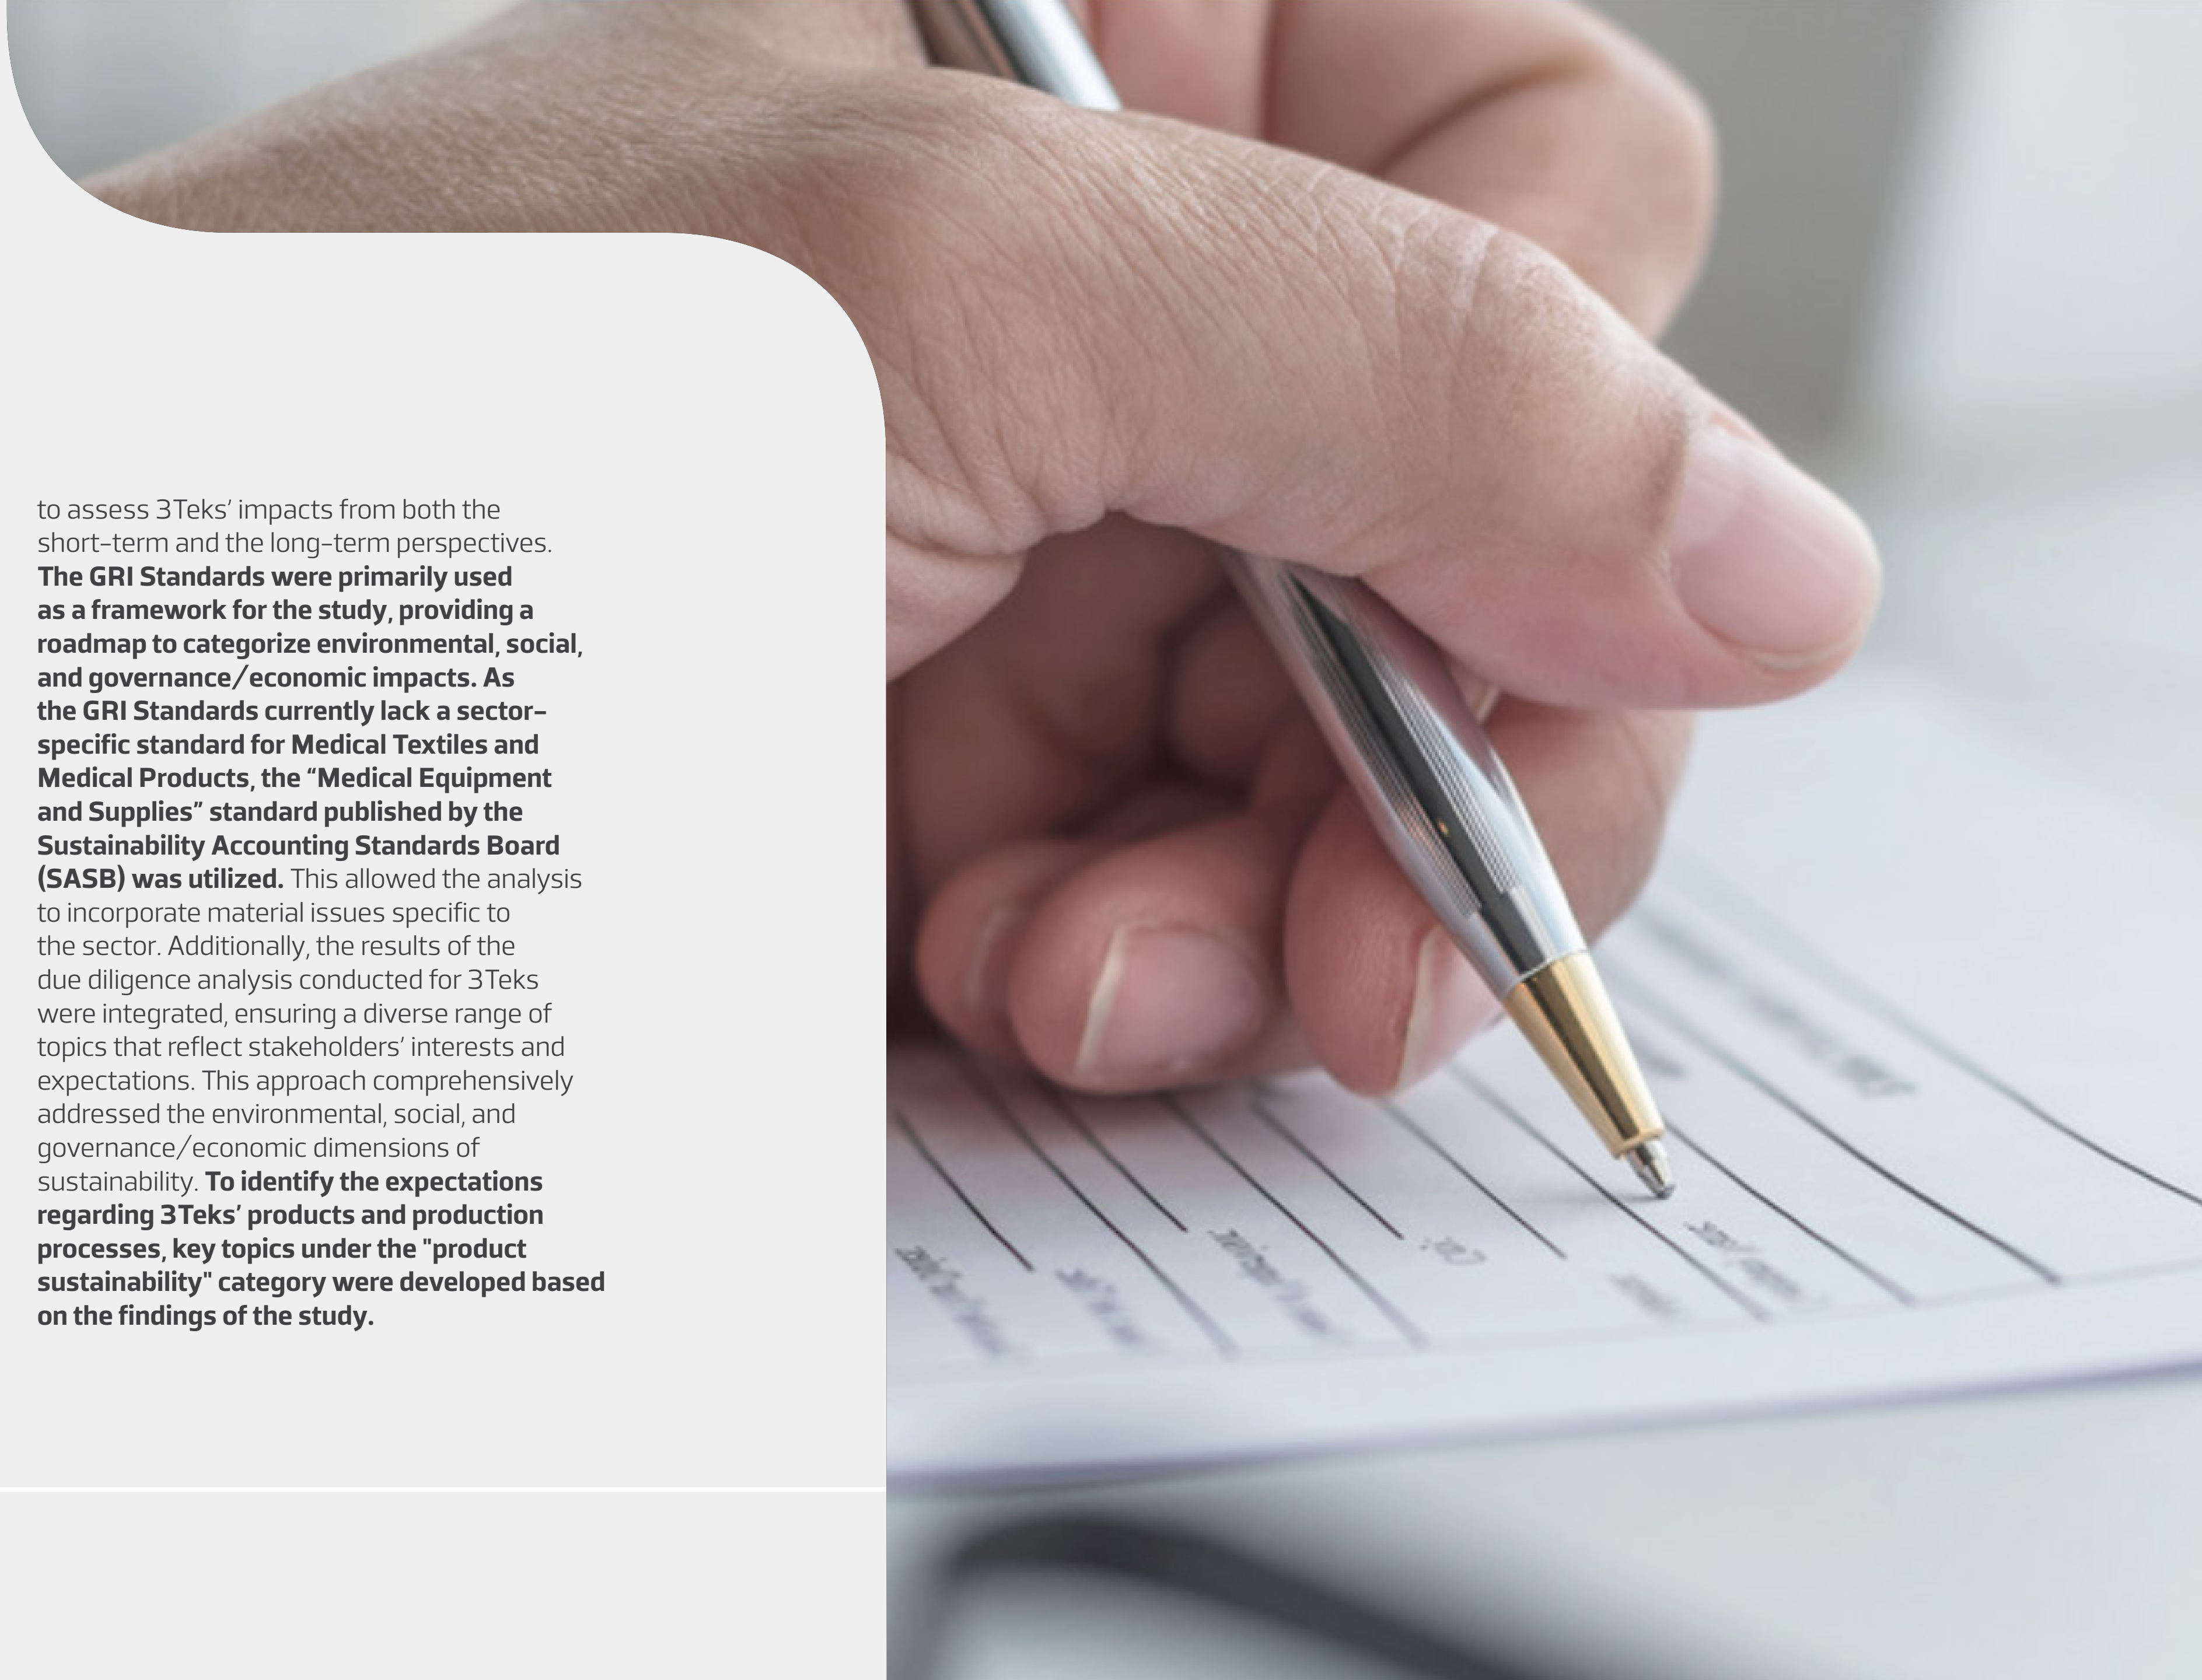 to assess 3Teks’ impacts from both the
short-term and the long-term perspectives.
The GRI Standards were primarily used
as a framework for the study, providing a
roadmap to categorize environmental, social,
and governance/economic impacts. As
the GRI Standards currently lack a sector-
specific standard for Medical Textiles and
Medical Products, the “Medical Equipment
and Supplies” standard published by the
Sustainability Accounting Standards Board
(SASB) was utilized. This allowed the analysis
to incorporate material issues specific to
the sector. Additionally, the results of the
due diligence analysis conducted for 3Teks
were integrated, ensuring a diverse range of
topics that reflect stakeholders’ interests and
expectations. This approach comprehensively
addressed the environmental, social, and
governance/economic dimensions of
sustainability. To identify the expectations
regarding 3Teks’ products and production
processes, key topics under the "product
sustainability" category were developed based
on the findings of the study.